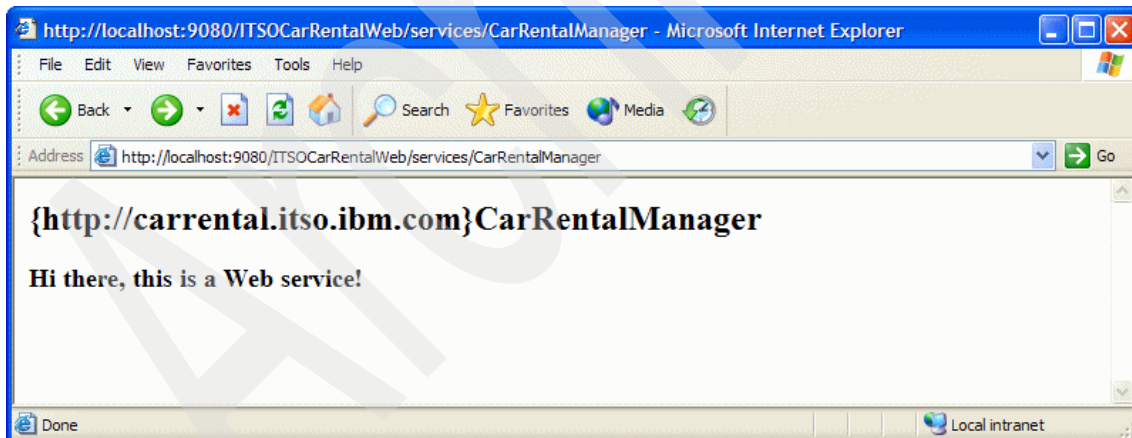 http://localhost:9080/ITSOCarRentalWeb/services/CarRentalManager - Microsoft Internet Explorer
File Edit View Favorites Tools Help
Back Search Favorites Media
Address http://localhost:9080/ITSOCarRentalWeb/services/CarRentalManager Go
{http://carrental.itso.ibm.com}CarRentalManager
Hi there, this is a Web service!
Done Local intranet